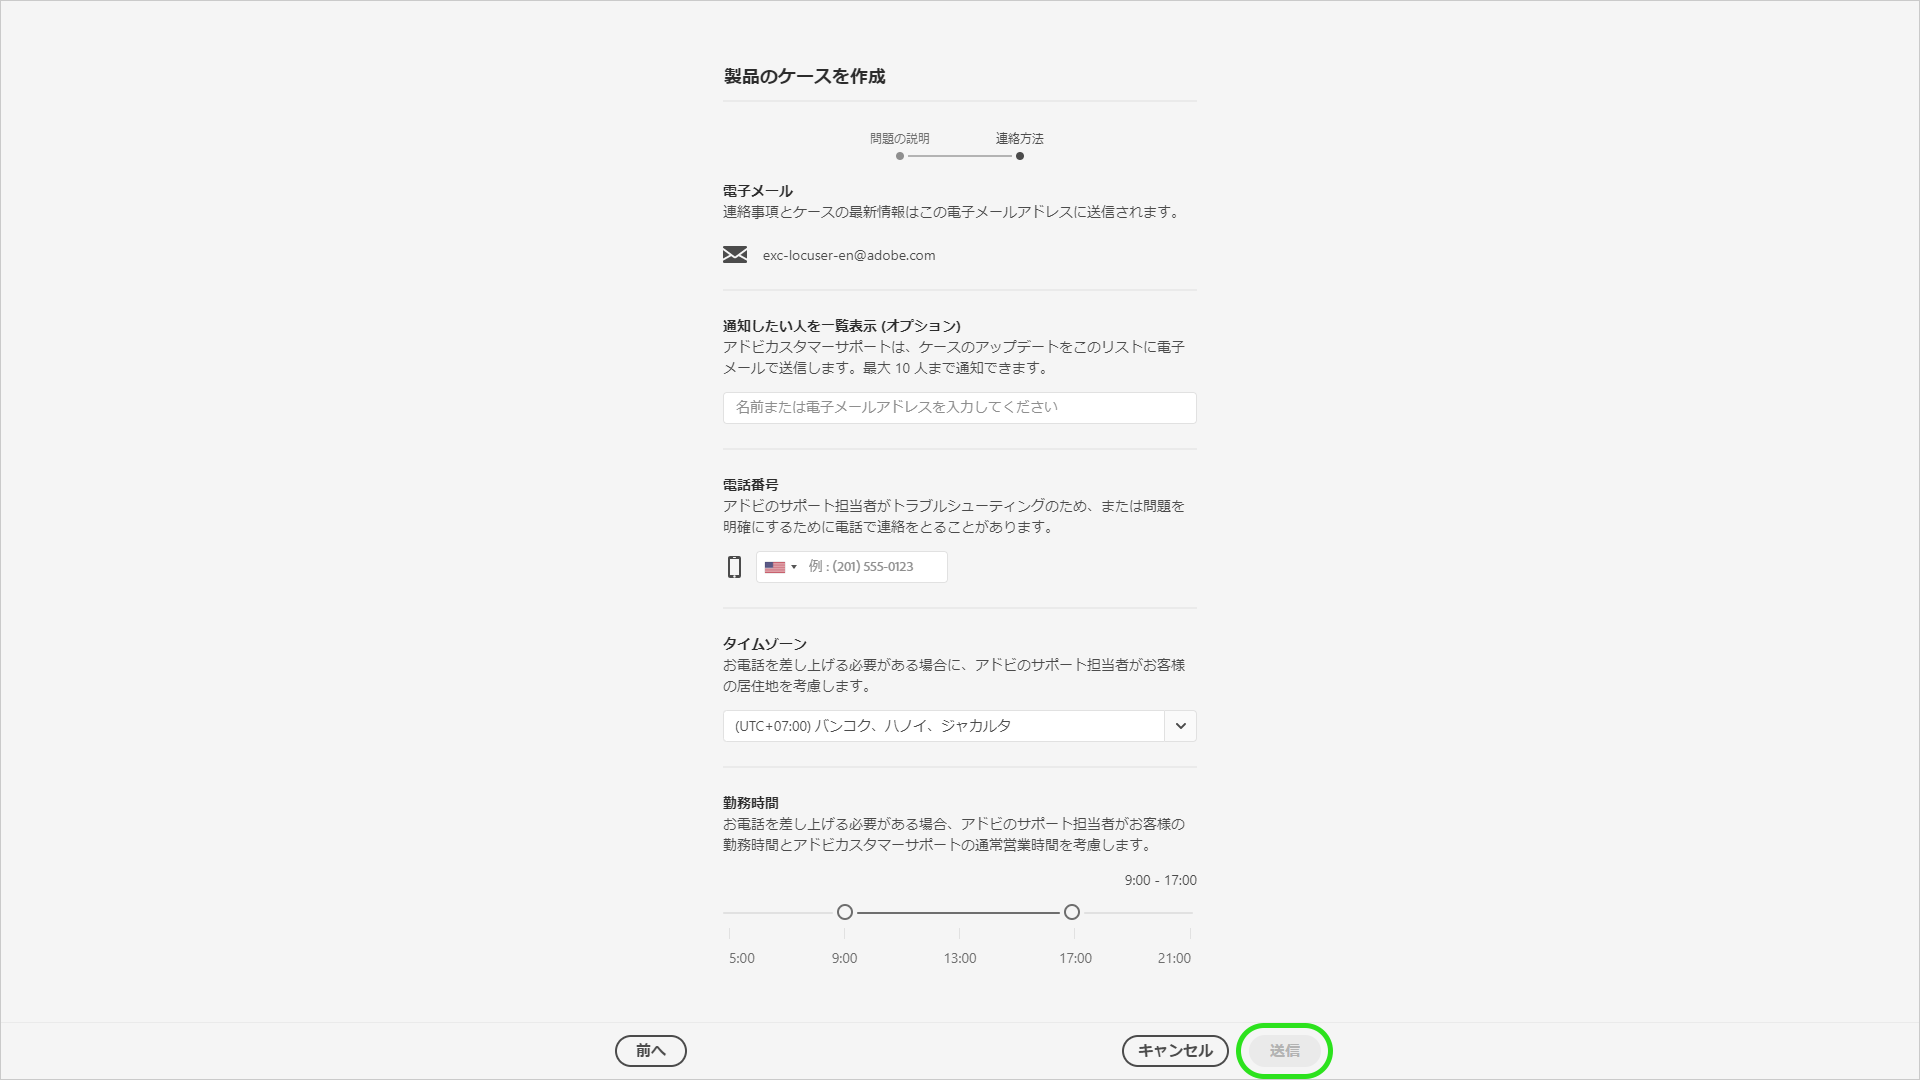 製品のケースを作成
問題の説明
連絡方法
電子メール
連絡事項とケースの最新情報はこの電子メールアドレスに送信されます。
exc-locuser-en@adobe.com
通知したい人を一覧表示 (オプション)
アドビカスタマーサポートは、ケースのアップデートをこのリストに電子
メールで送信します。最大 10 人まで通知できます。
名前または電子メールアドレスを入力してください
電話番号
アドビのサポート担当者がトラブルシューティングのため、または問題を
明確にするために電話で連絡をとることがあります。
例 : (201) 555-0123
タイムゾーン
お電話を差し上げる必要がある場合に、アドビのサポート担当者がお客様
の居住地を考慮します。
(UTC+07:00) バンコク、ハノイ、ジャカルタ
勤務時間
お電話を差し上げる必要がある場合、アドビのサポート担当者がお客様の
勤務時間とアドビカスタマーサポートの通常営業時間を考慮します。
9:00 - 17:00
5:00
9:00
13:00
17:00
21:00
前へ
キャンセル
送信